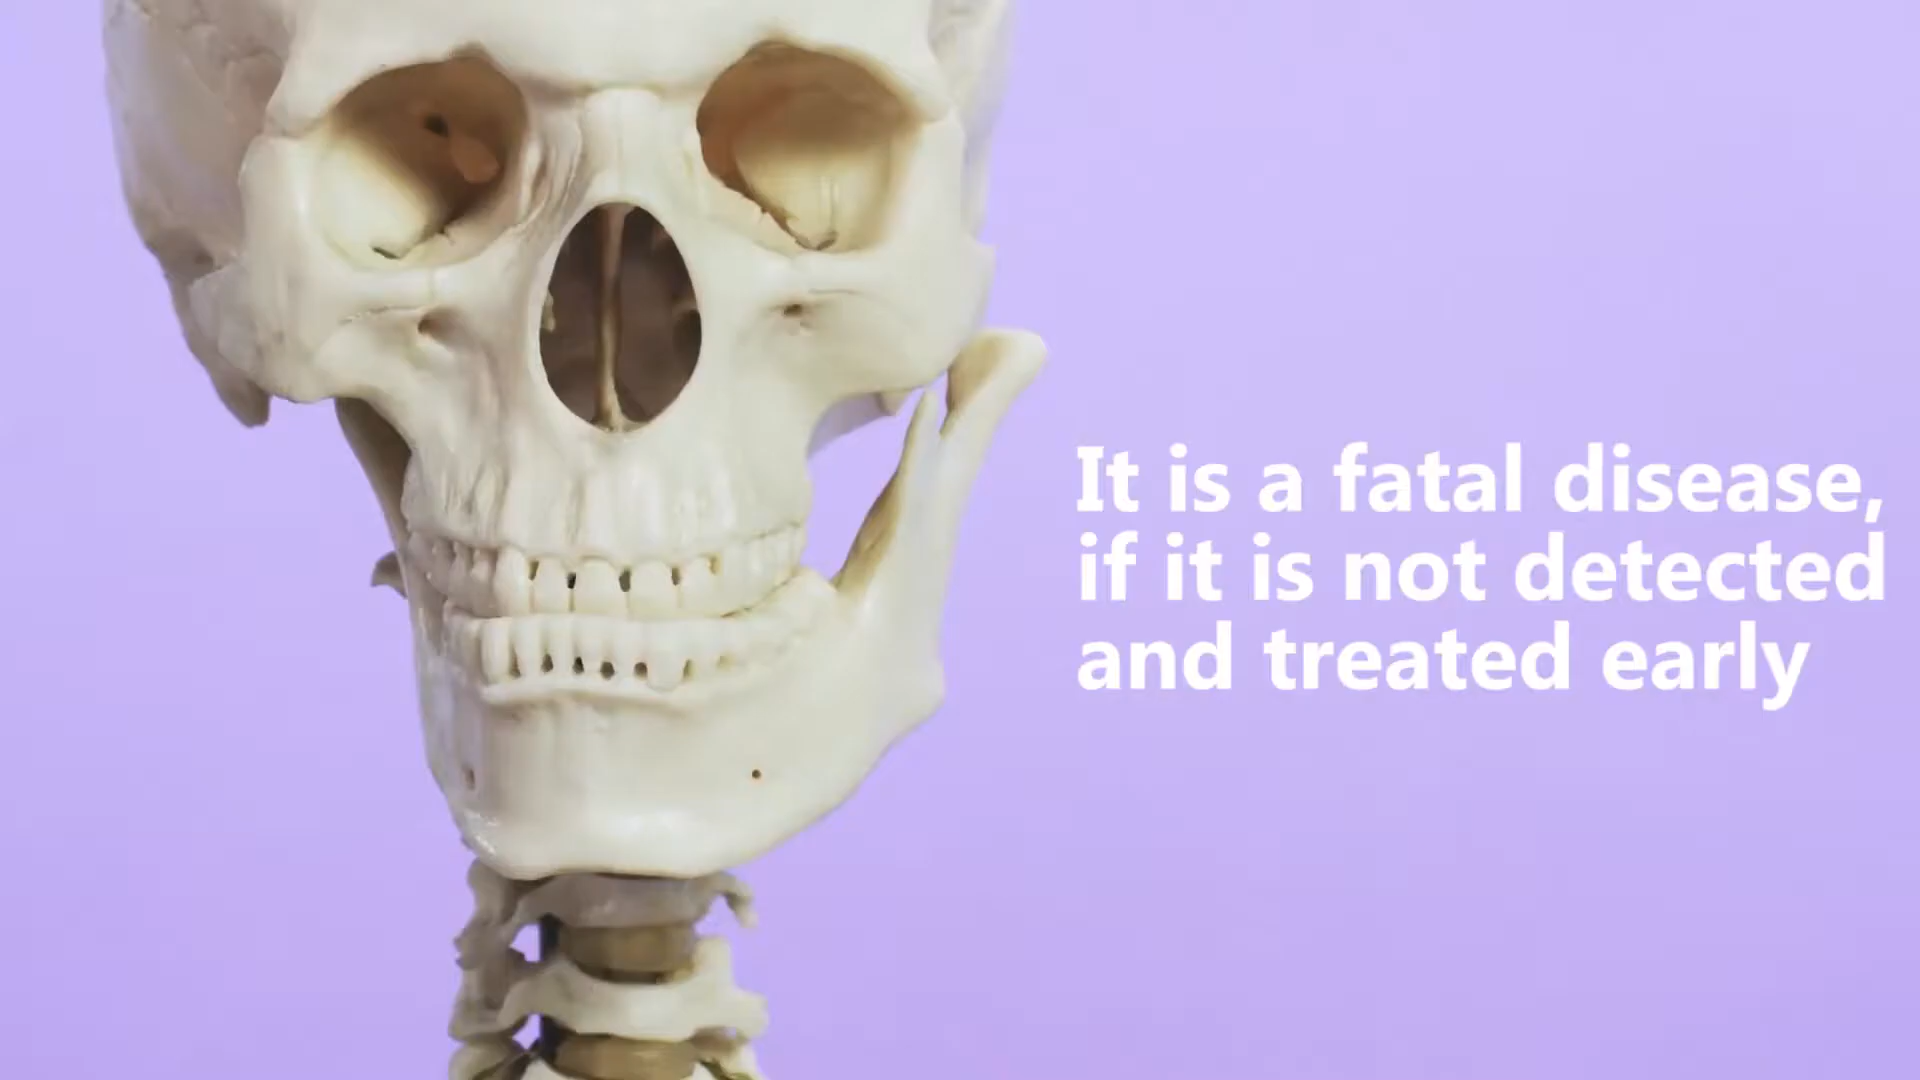 It is a fatal disease,
if it is not detected
and treated early